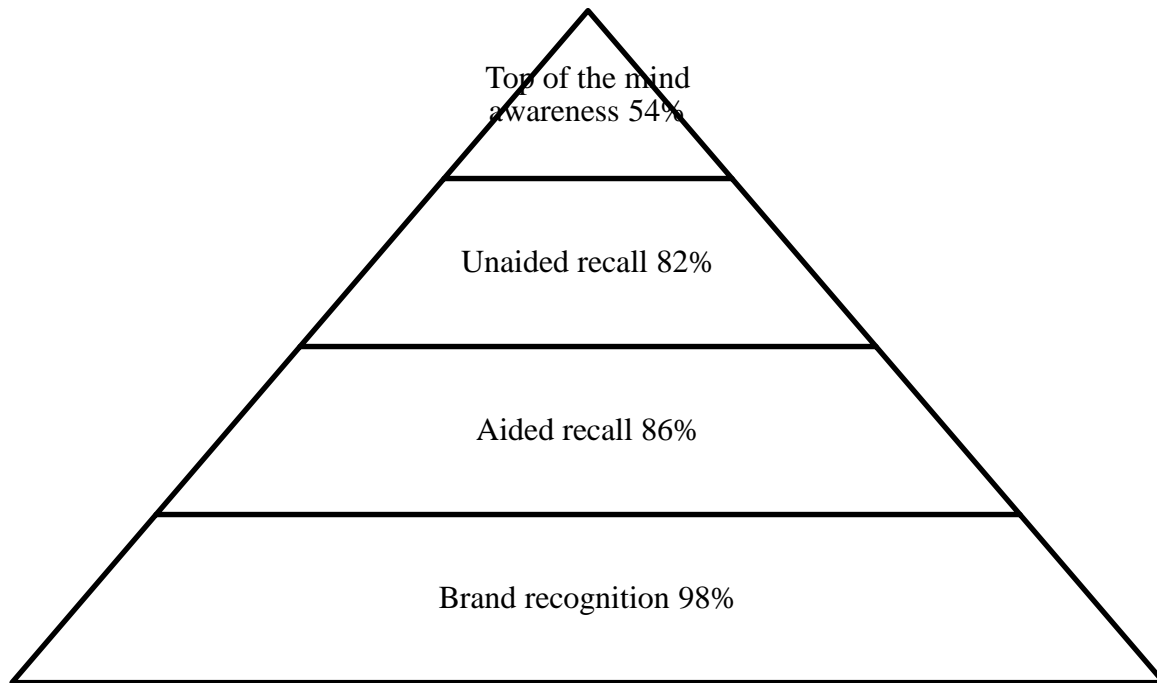 Top of the mind
awareness 54%
Unaided recall 82%
Aided recall 86%
Brand recognition 98%